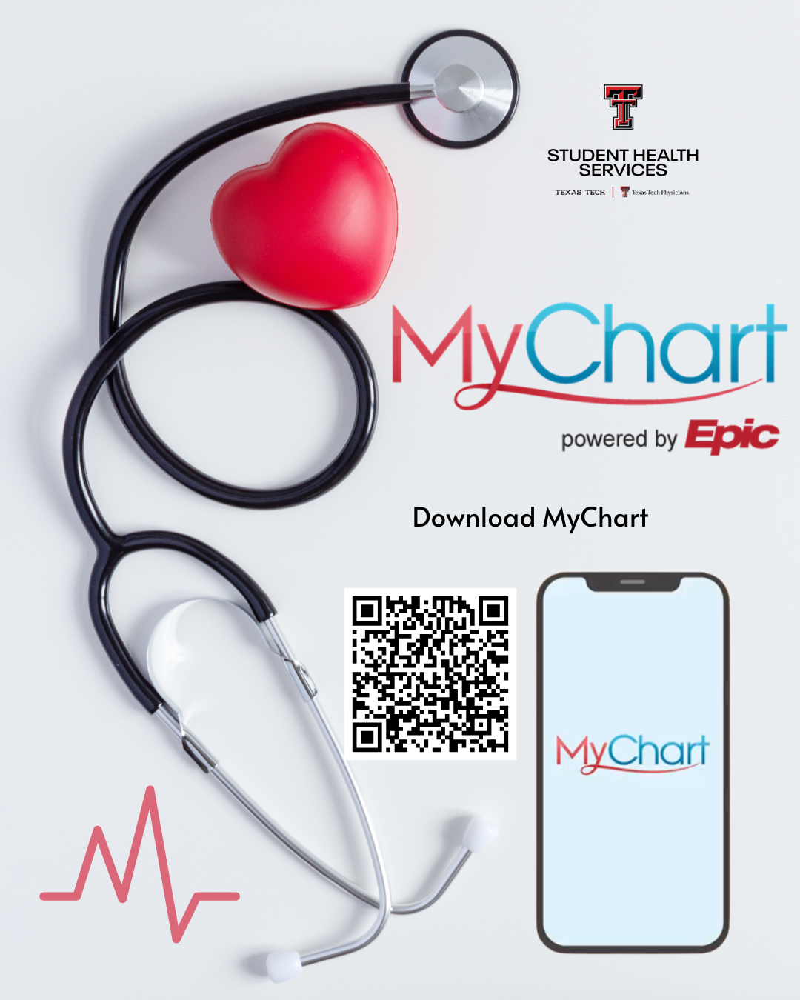 STUDENT HEALTH
SERVICES
TEXAS TECH | Texas Tech Physicians.
MyChart
powered by Epic
Download MyChart
MyChart